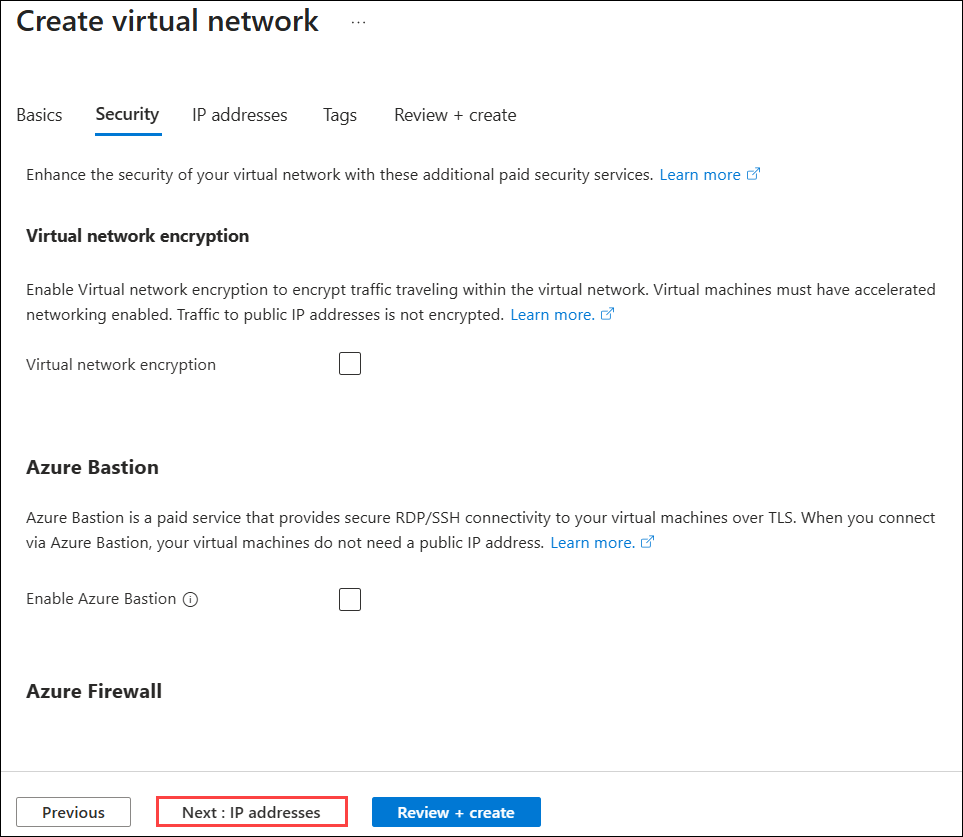 Create virtual network ...
Basics Security IP addresses Tags Review + create
Enhance the security of your virtual network with these additional paid security services. Learn more
Virtual network encryption
Enable Virtual network encryption to encrypt traffic traveling within the virtual network. Virtual machines must have accelerated
networking enabled. Traffic to public IP addresses is not encrypted. Learn more.
Virtual network encryption
Azure Bastion
Azure Bastion is a paid service that provides secure RDP/SSH connectivity to your virtual machines over TLS. When you connect
via Azure Bastion, your virtual machines do not need a public IP address. Learn more.
Enable Azure Bastion
Azure Firewall
Previous Next : IP addresses Review + create